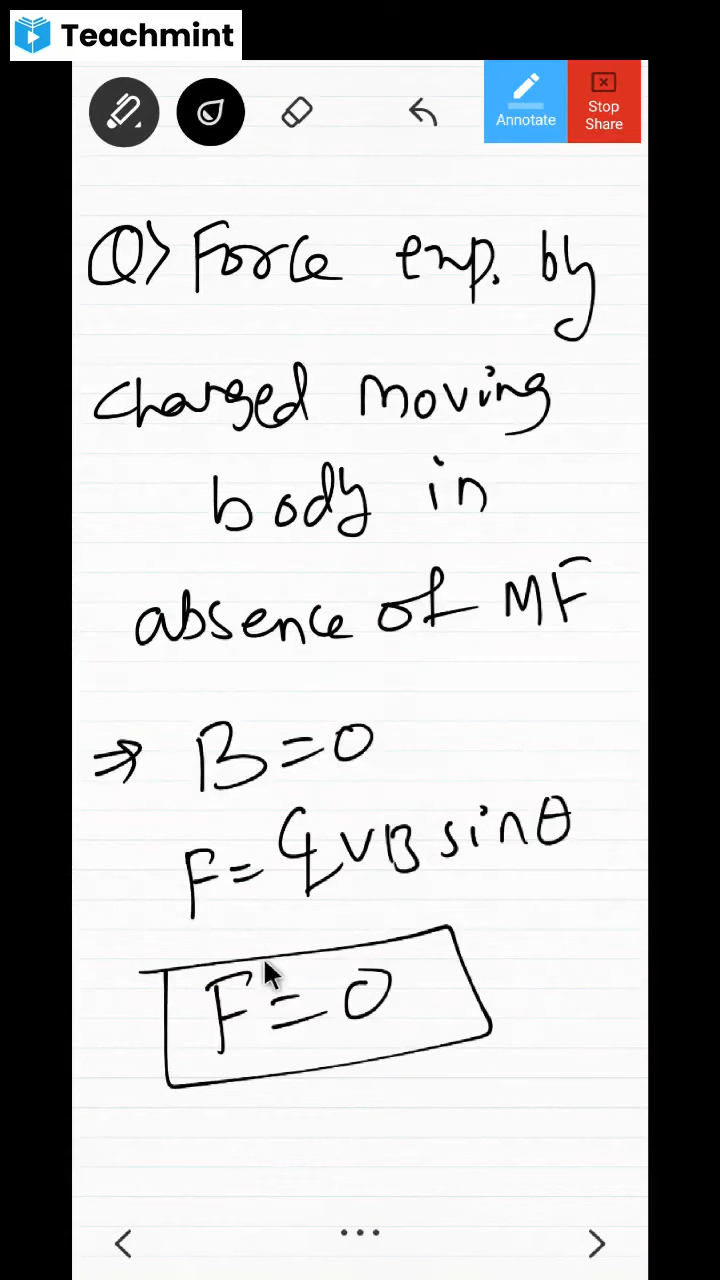 Teachmint
Annotate
Stop
Share
Q> Force exp. by
charged moving
body in
absence of MF
⇒ B=0
F= qVB sinθ
F=0